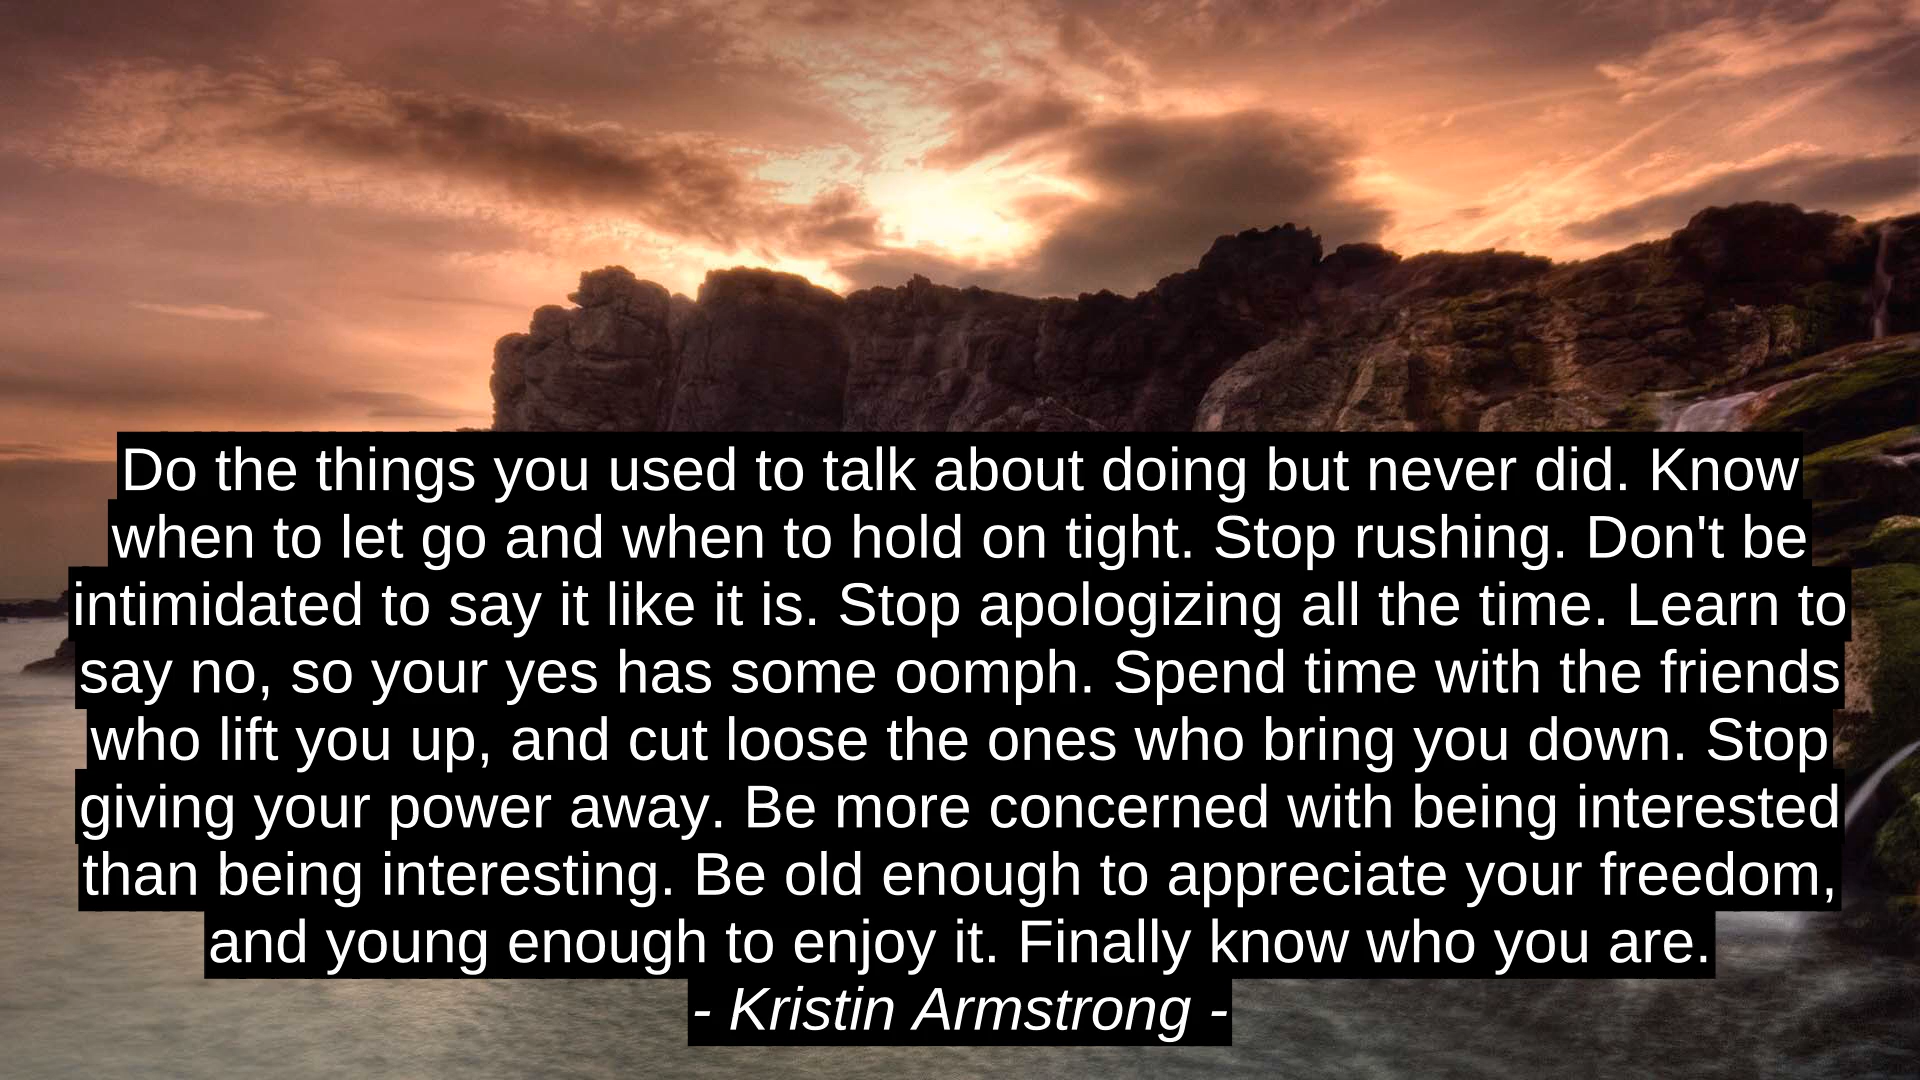 Do the things you used to talk about doing but never did. Know
when to let go and when to hold on tight. Stop rushing. Don't be
intimidated to say it like it is. Stop apologizing all the time. Learn to
say no, so your yes has some oomph. Spend time with the friends
who lift you up, and cut loose the ones who bring you down. Stop
giving your power away. Be more concerned with being interested
than being interesting. Be old enough to appreciate your freedom,
and young enough to enjoy it. Finally know who you are.
- Kristin Armstrong -